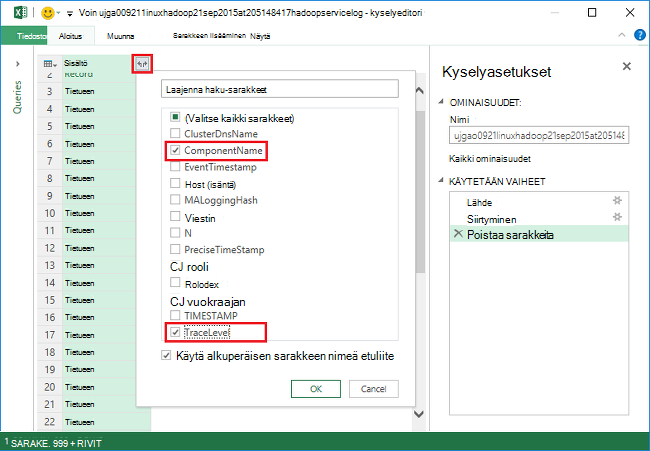 Voin ujga009211inuxhadoop21sep2015at205148417hadoopservicelog - kyselyeditori
Tiedosto Aloitus Muunna Sarakkeen lisääminen Näytä
Queries
Sisältö
2 Record
3 Tietueen
4 Tietueen
5 Tietueen
6 Tietueen
7 Tietueen
8 Tietueen
9 Tietueen
10 Tietueen
11 Tietueen
12 Tietueen
13 Tietueen
14 Tietueen
15 Tietueen
16 Tietueen
17 Tietueen
18 Tietueen
19 Tietueen
20 Tietueen
21 Tietueen
22 Tietueen
Laajenna haku-sarakkeet
(Valitse kaikki sarakkeet)
ClusterDnsName
ComponentName
EventTimestamp
Host (isäntä)
MALoggingHash
Viestin
N
PreciseTimeStamp
CJ rooli
Rolodex
CJ vuokraajan
TIMESTAMP
TraceLevel
Käytä alkuperäisen sarakkeen nimeä etuliite
OK Cancel
Kyselyasetukset
OMINAISUUDET:
Nimi
ujgao0921linuxhadoop21sep2015at205148
Kaikki ominaisuudet
KÄYTETÄÄN VAIHEET
Lähde
Siirtyminen
Poistaa sarakkeita
1 SARAKE. 999 + RIVIT